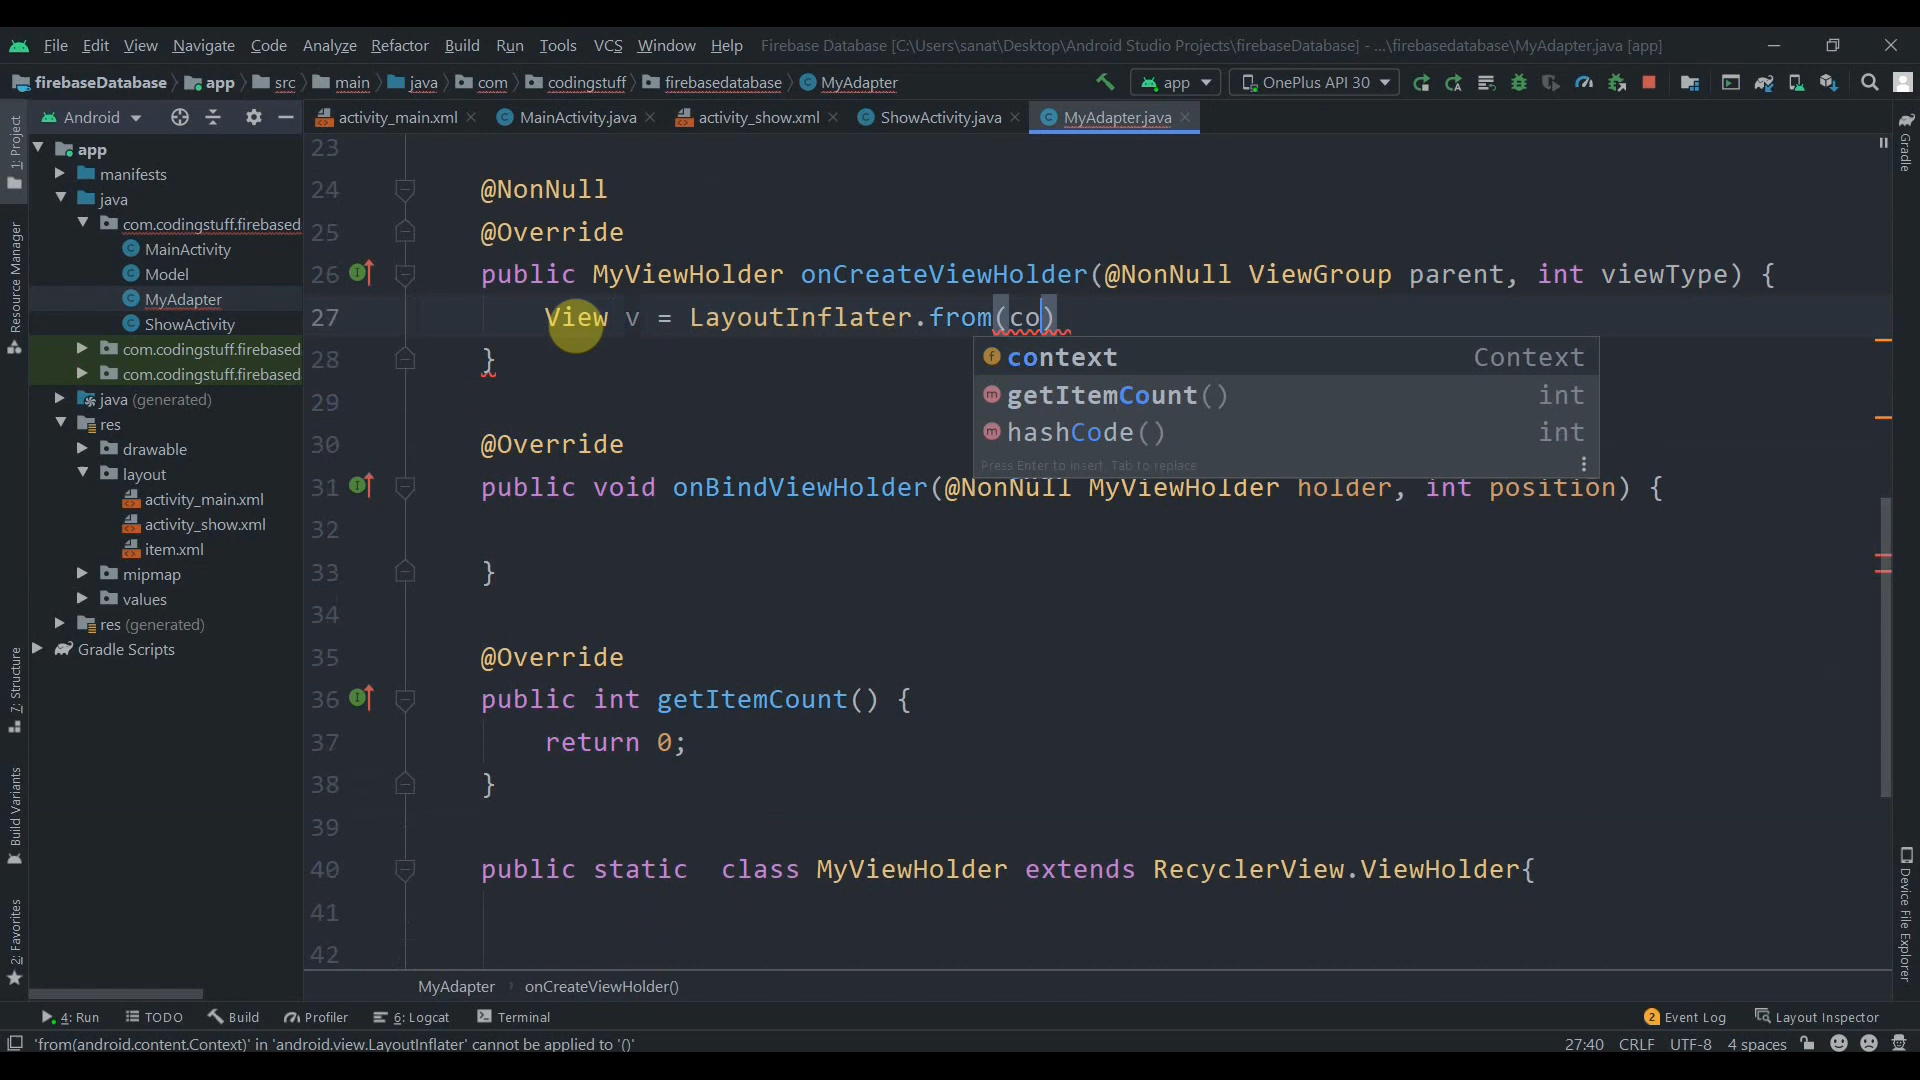 File Edit View Navigate Code Analyze Refactor Build Run Tools VCS Window Help Firebase Database [C:\Users\sanat\Desktop\Android Studio Projects\firebaseDatabase] - ...\firebasedatabase\MyAdapter.java [app]
firebaseDatabase app src main java com codingstuff firebasedatabase MyAdapter app OnePlus API 30
Android activity_main.xml MainActivity.java activity_show.xml ShowActivity.java MyAdapter.java
1: Project
Resource Manager
7: Structure
Build Variants
2: Favorites
app
manifests
java
com.codingstuff.firebased
MainActivity
Model
MyAdapter
ShowActivity
com.codingstuff.firebased
com.codingstuff.firebased
java (generated)
res
drawable
layout
activity_main.xml
activity_show.xml
item.xml
mipmap
values
res (generated)
Gradle Scripts
23
24 @NonNull
25 @Override
26 public MyViewHolder onCreateViewHolder(@NonNull ViewGroup parent, int viewType) {
27 View v = LayoutInflater.from(co)
28 }
29
30 @Override
31 public void onBindViewHolder(@NonNull MyViewHolder holder, int position) {
32
33 }
34
35 @Override
36 public int getItemCount() {
37 return 0;
38 }
39
40 public static class MyViewHolder extends RecyclerView.ViewHolder{
41
42
context Context
getItemCount() int
hashCode() int
Press Enter to insert, Tab to replace
Gradle
Device File Explorer
MyAdapter onCreateViewHolder()
4: Run TODO Build Profiler 6: Logcat Terminal 2 Event Log Layout Inspector
'from(android.content.Context)' in 'android.view.LayoutInflater' cannot be applied to '()' 27:40 CRLF UTF-8 4 spaces